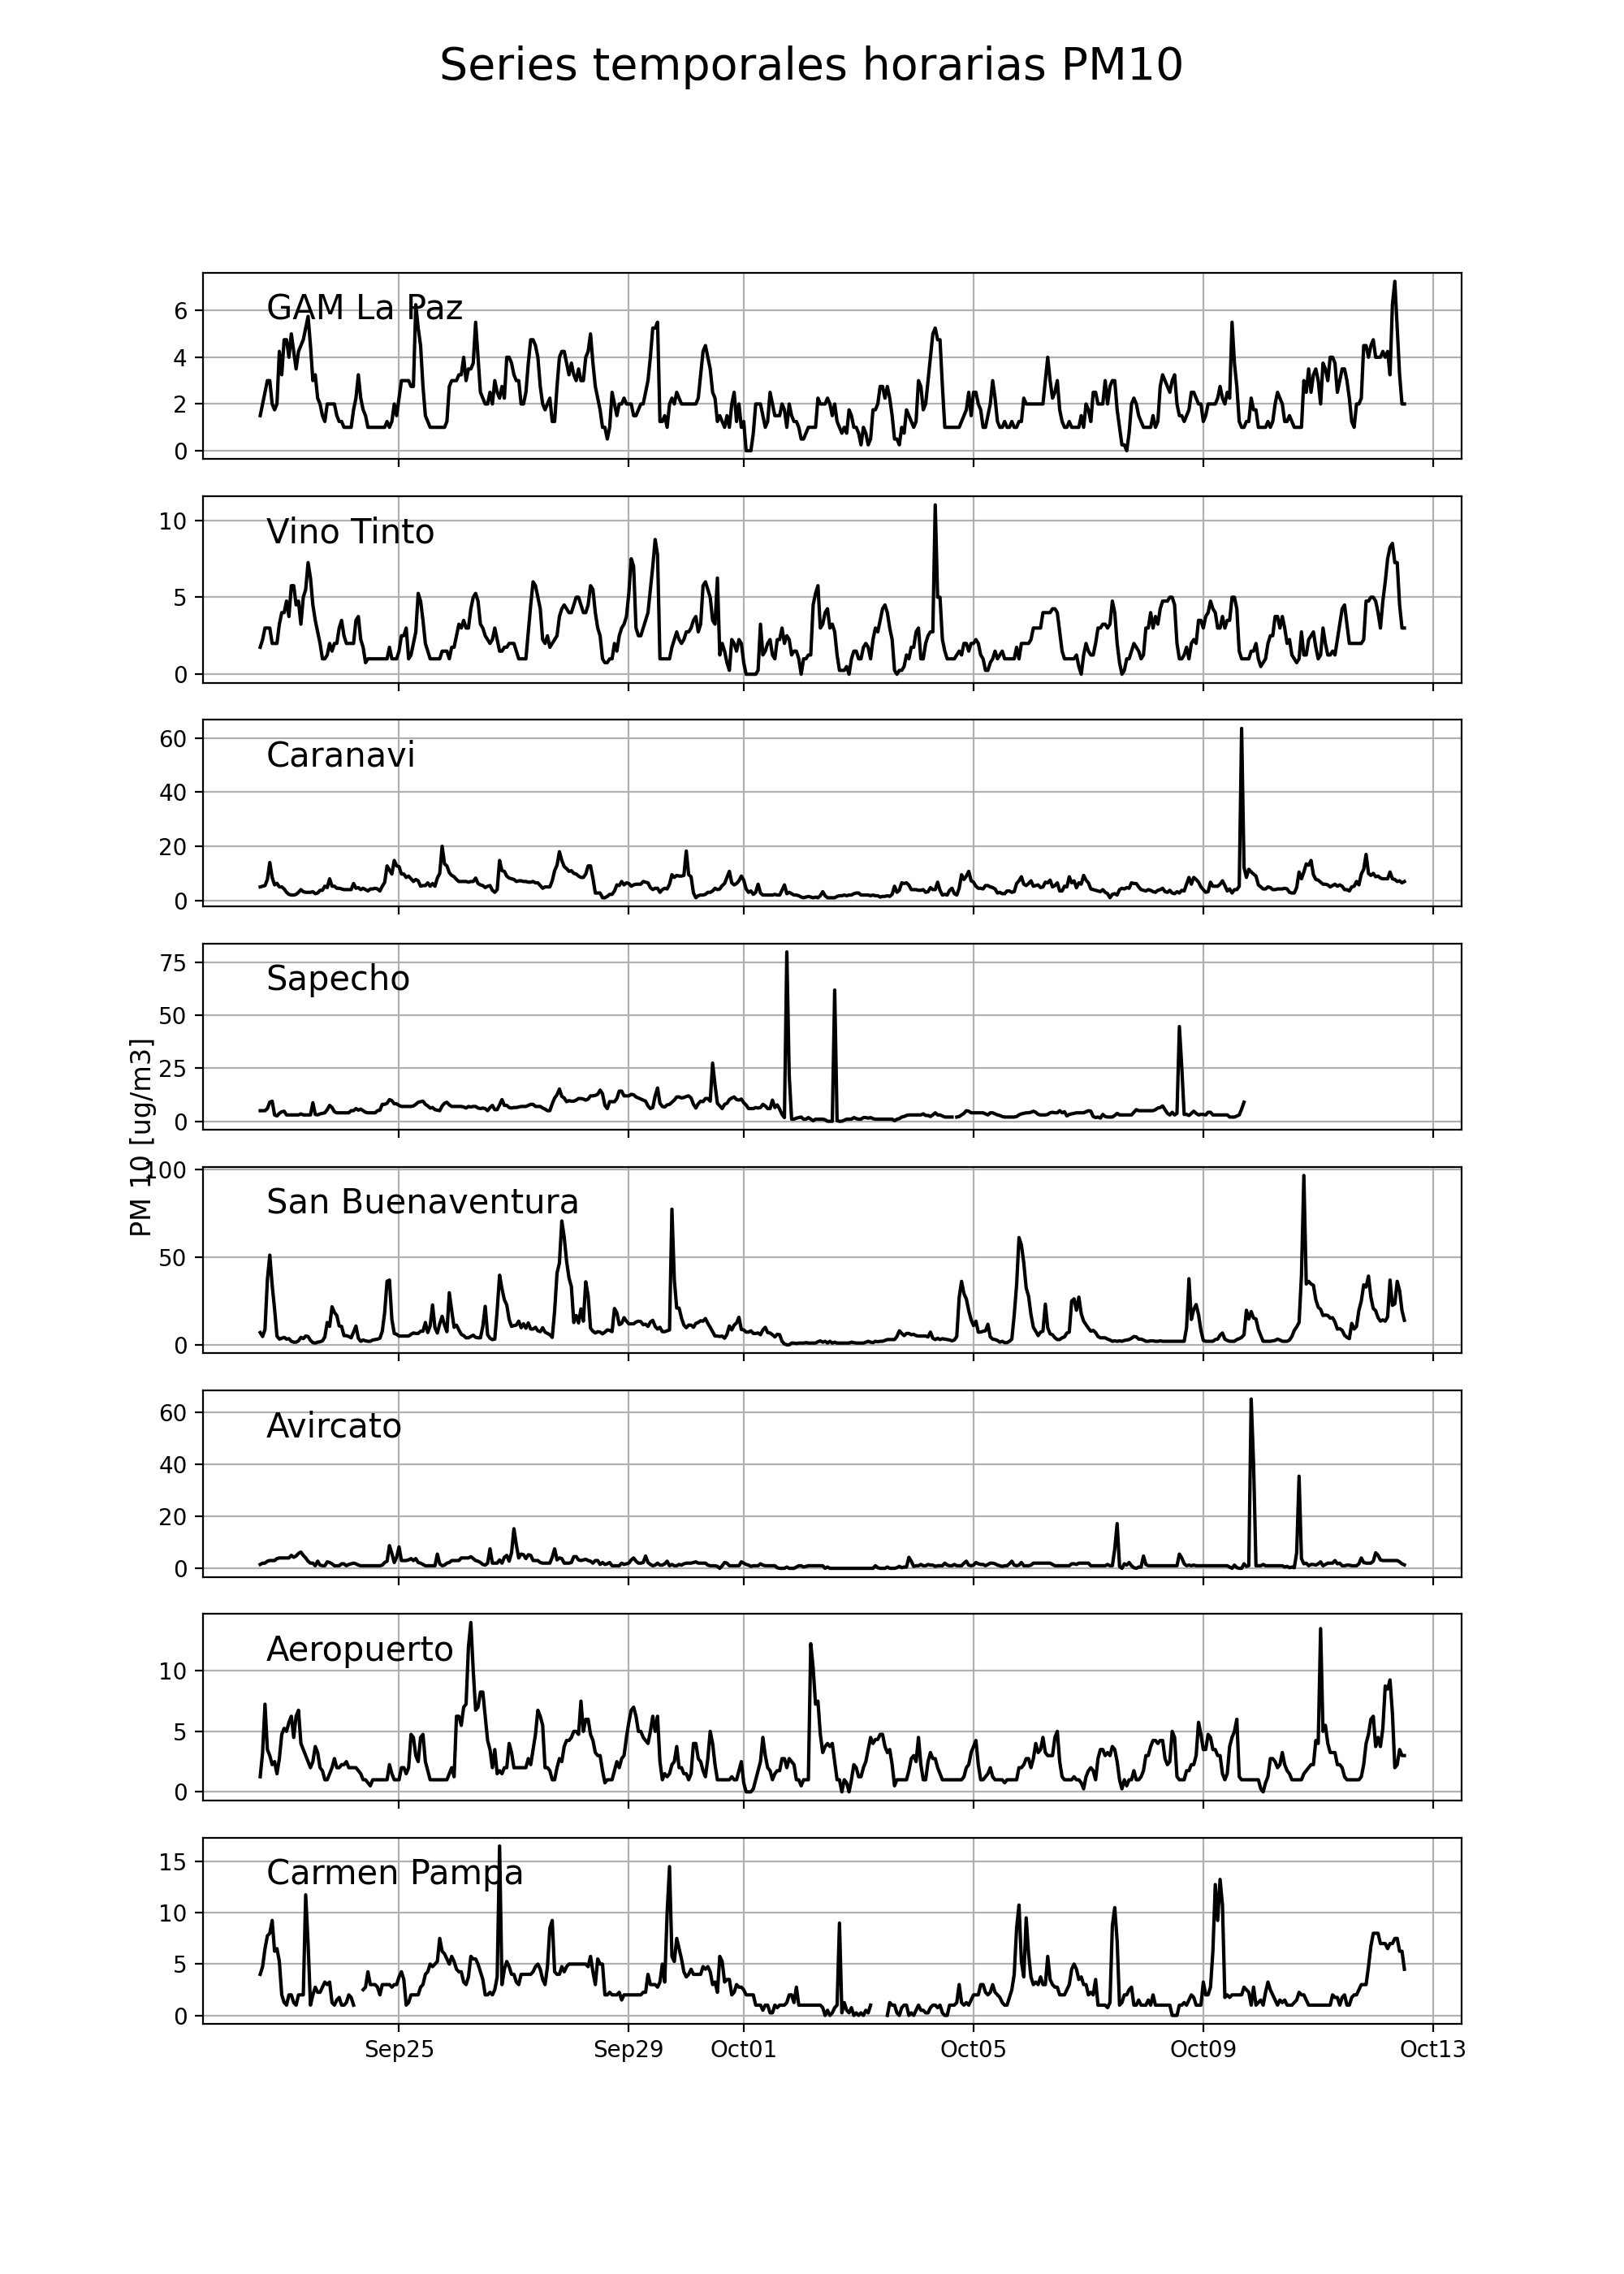 Series temporales horarias PM10
PM 10 [ug/m3]
GAM La Paz
6
4
2
0
Vino Tinto
10
5
0
Caranavi
60
40
20
0
Sapecho
75
50
25
0
San Buenaventura
100
50
0
Avircato
60
40
20
0
Aeropuerto
10
5
0
Carmen Pampa
15
10
5
0
Sep25 Sep29 Oct01 Oct05 Oct09 Oct13